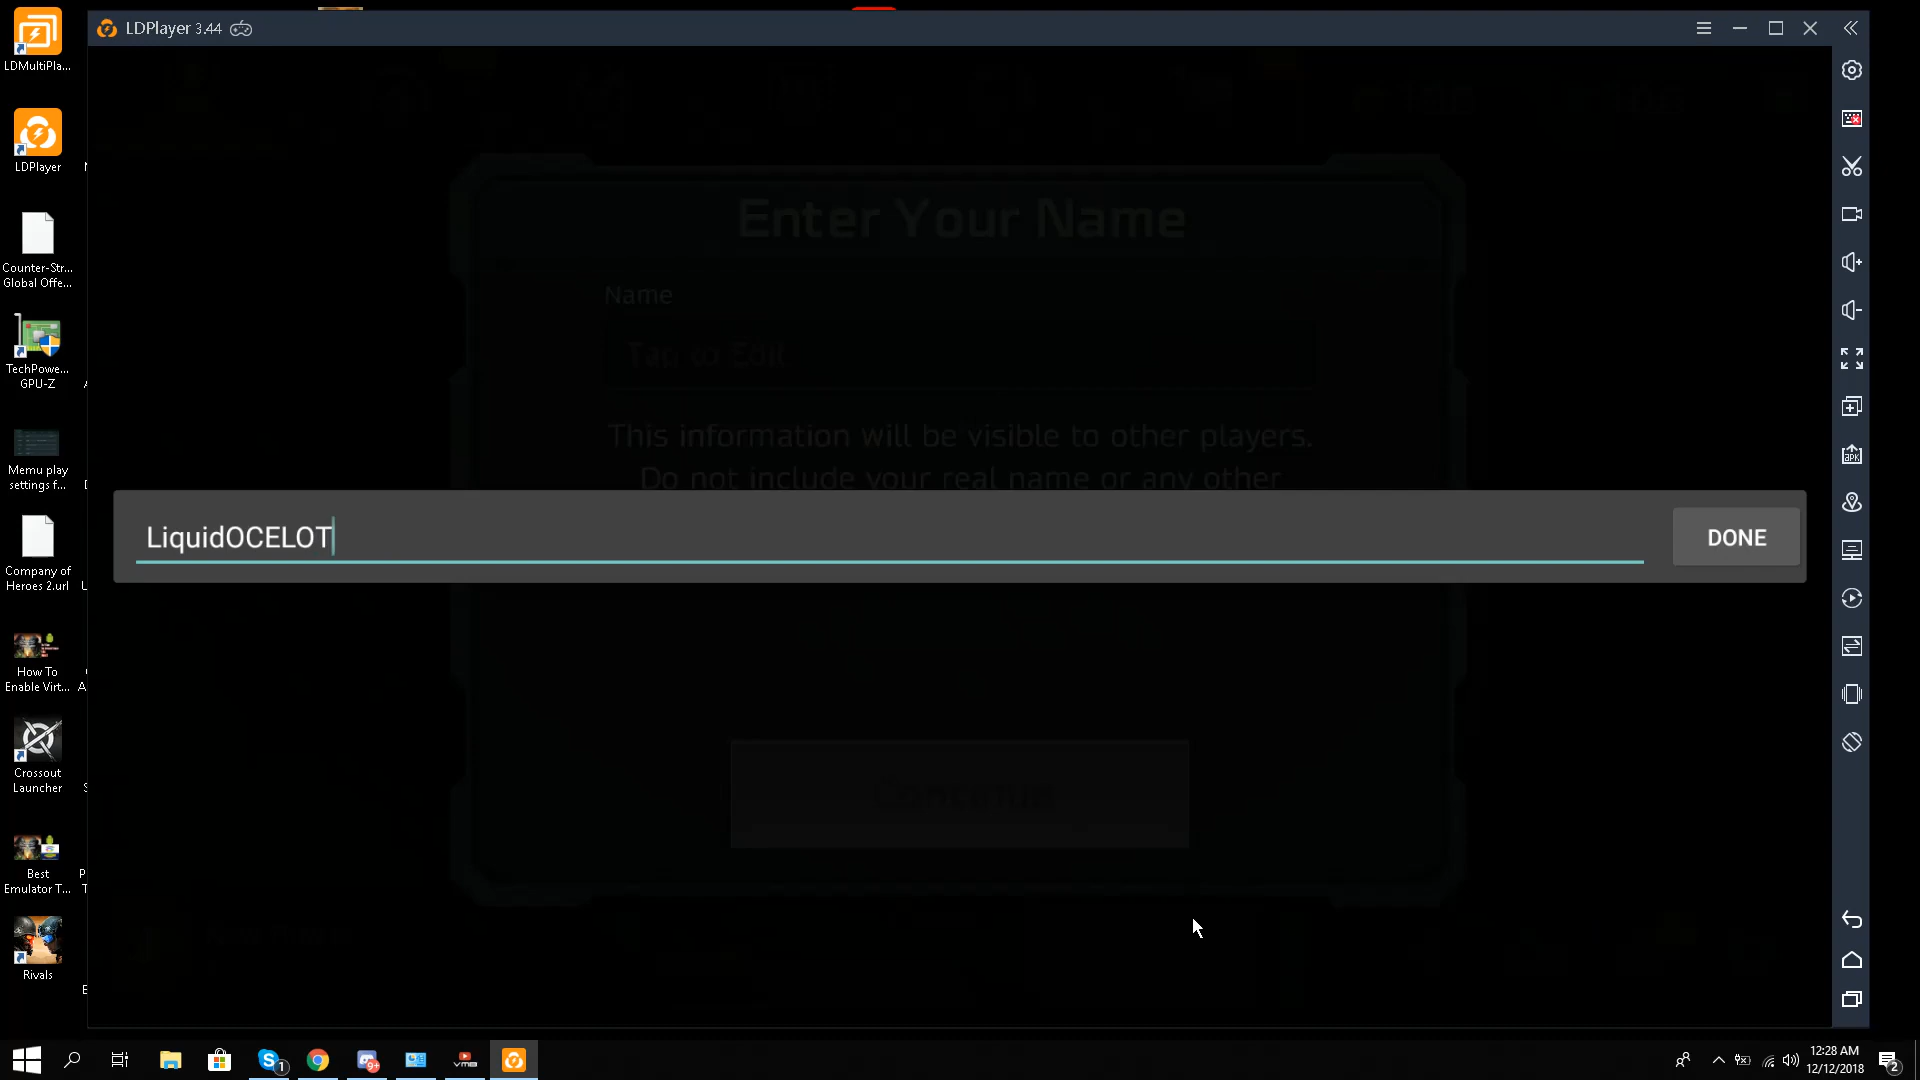 LDPlayer 3.44
LDMultiPla...
LDPlayer
Counter-Str...
Global Offe...
TechPowe...
GPU-Z
Memu play
settings f...
Company of
Heroes 2.url
How To
Enable Virt...
Crossout
Launcher
Best
Emulator T...
Rivals
Enter Your Name
Name
Tap to Edit
This information will be visible to other players.
Do not include your real name or any other
LiquidOCELOT
DONE
12:28 AM
12/12/2018